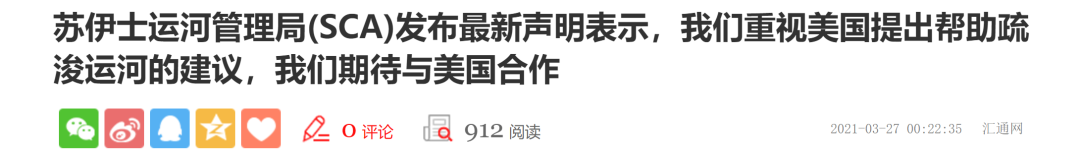 苏伊士运河管理局(SCA)发布最新声明表示，我们重视美国提出帮助疏
浚运河的建议，我们期待与美国合作
0 评论 912 阅读 2021-03-27 00:22:35 汇通网